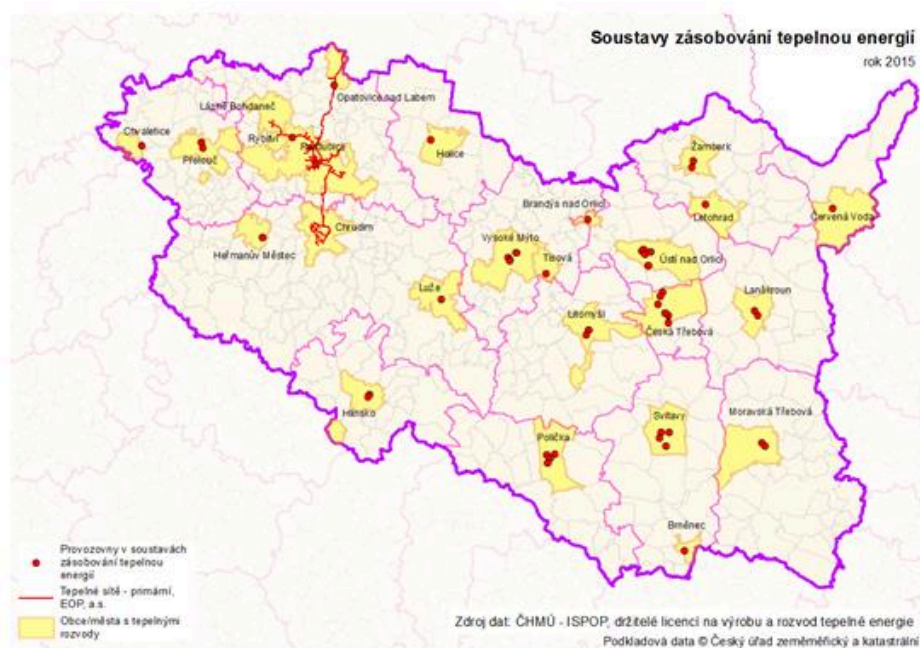 Soustavy zásobování tepelnou energií
rok 2015
Opatovice nad Labem
Lázně Bohdaneč
Chvaletice
Rybitví
Pardubice
Přelouč
Holice
Žamberk
Brandýs nad Orlicí
Letohrad
Červená Voda
Chrudim
Heřmanův Městec
Vysoké Mýto
Tisová
Ústí nad Orlicí
Luže
Lanškroun
Litomyšl
Česká Třebová
Hlinsko
Svitavy
Moravská Třebová
Polička
Brněnec
Provozovny v soustavách
zásobování tepelnou
energií
Tepelné sítě - primární,
EOP, a.s.
Obce/města s tepelnými
rozvody
Zdroj dat: ČHMÚ - ISPOP, držitelé licencí na výrobu a rozvod tepelné energie
Podkladová data © Český úřad zeměměřický a katastrální